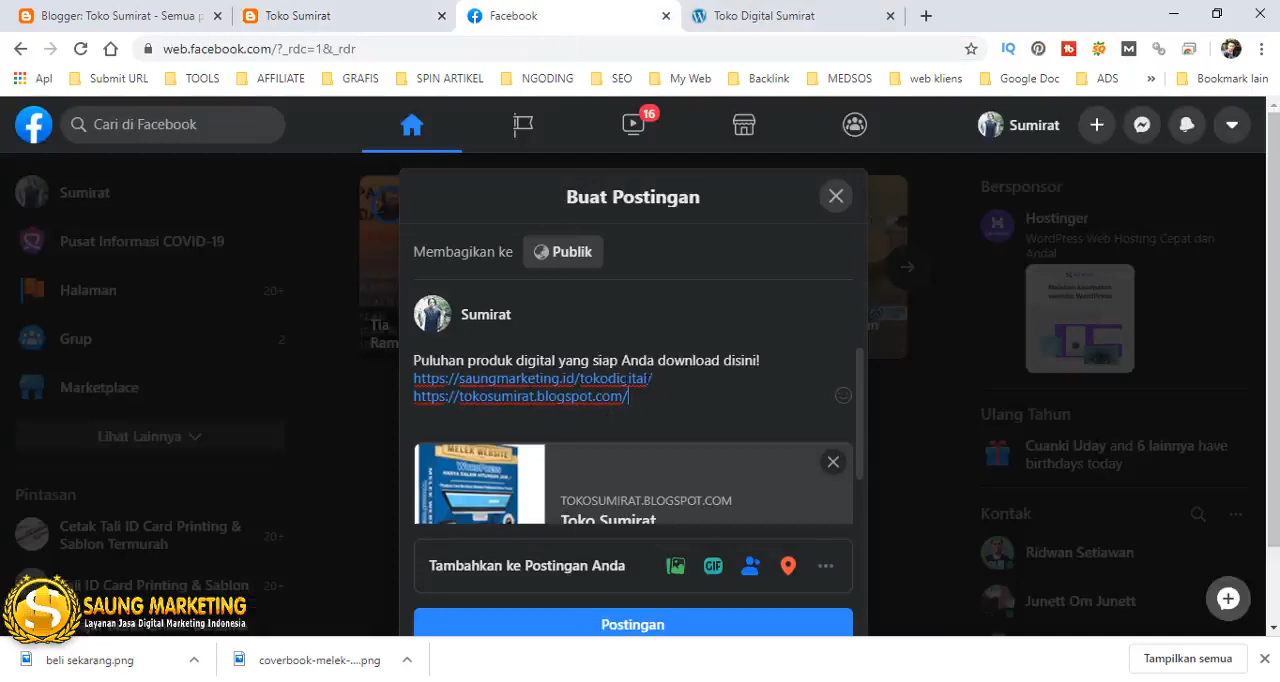 Blogger: Toko Sumirat - Semua p
Toko Sumirat
Facebook
Toko Digital Sumirat
web.facebook.com/?_rdc=1&_rdr
IQ
Apl
Submit URL
TOOLS
AFFILIATE
GRAFIS
SPIN ARTIKEL
NGODING
SEO
My Web
Backlink
MEDSOS
web kliens
Google Doc
ADS
»
Bookmark lain
Cari di Facebook
16
Sumirat
Sumirat
Pusat Informasi COVID-19
Halaman
20+
Grup
2
Marketplace
Lihat Lainnya
Pintasan
Cetak Tali ID Card Printing &
Sablon Termurah
20+
Tali ID Card Printing & Sablon
20+
SAUNG MARKETING
Layanan Jasa Digital Marketing Indonesia
Tia
Ram
Buat Postingan
Membagikan ke
Publik
Sumirat
Puluhan produk digital yang siap Anda download disini!
https://saungmarketing.id/tokodigital/
https://tokosumirat.blogspot.com/
MELEK WEBSITE
WordPress
TOKOSUMIRAT.BLOGSPOT.COM
Toko Sumirat
Tambahkan ke Postingan Anda
GIF
Postingan
Bersponsor
Hostinger
WordPress Web Hosting Cepat dan
Andal
Ulang Tahun
Cuanki Uday and 6 lainnya have
birthdays today
Kontak
Ridwan Setiawan
Junett Om Junett
beli sekarang.png
coverbook-melek-....png
Tampilkan semua